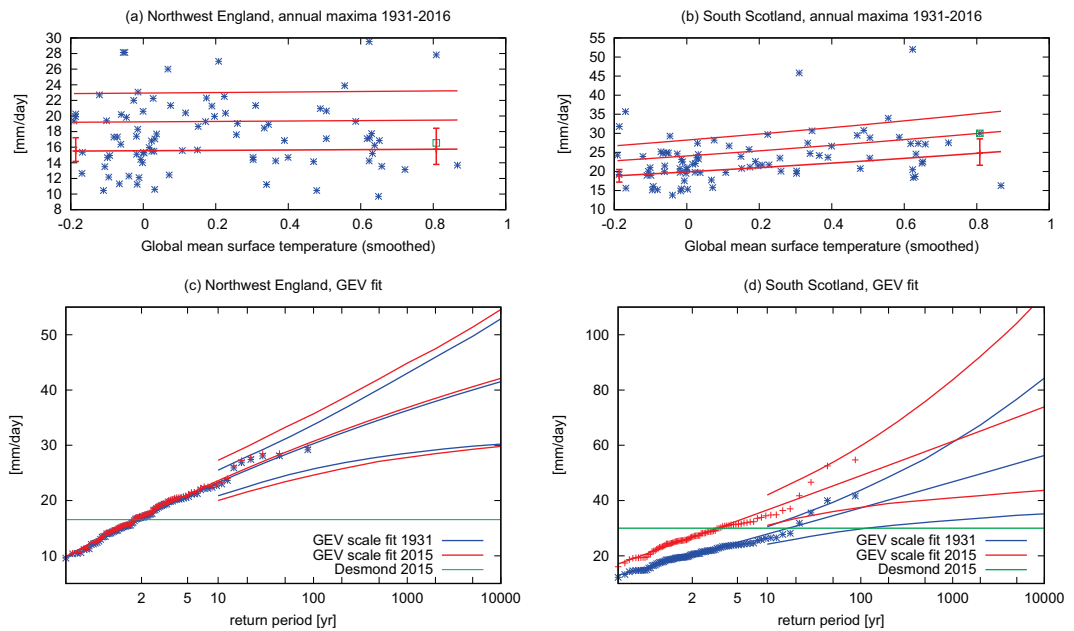 (a) Northwest England, annual maxima 1931-2016
[mm/day]
30
28
26
24
22
20
18
16
14
12
10
8
-0.2 0 0.2 0.4 0.6 0.8 1
Global mean surface temperature (smoothed)
(b) South Scotland, annual maxima 1931-2016
[mm/day]
55
50
45
40
35
30
25
20
15
10
-0.2 0 0.2 0.4 0.6 0.8 1
Global mean surface temperature (smoothed)
(c) Northwest England, GEV fit
[mm/day]
50
40
30
20
10
GEV scale fit 1931
GEV scale fit 2015
Desmond 2015
2 5 10 100 1000 10000
return period [yr]
(d) South Scotland, GEV fit
[mm/day]
100
80
60
40
20
GEV scale fit 1931
GEV scale fit 2015
Desmond 2015
2 5 10 100 1000 10000
return period [yr]